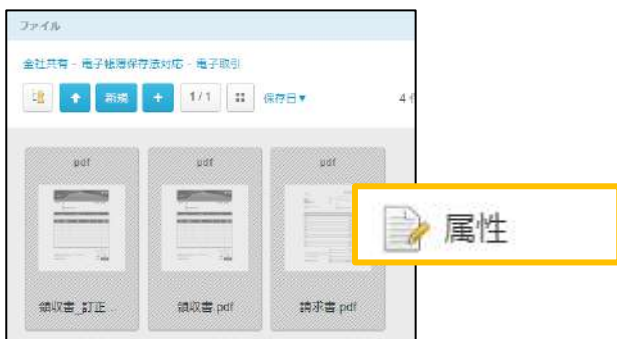 ファイル
会社共有 - 電子帳簿保存法対応 - 電子取引
新規 + 1/1 保存日▼ 4
pdf pdf pdf
属性
領収書_訂正... 領収書.pdf 請求書.pdf